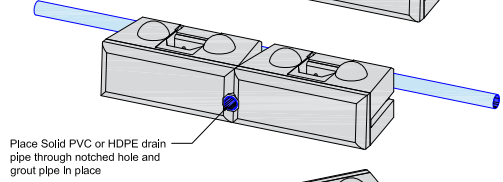 Place Solid PVC or HDPE drain
pipe through notched hole and
grout pipe In place